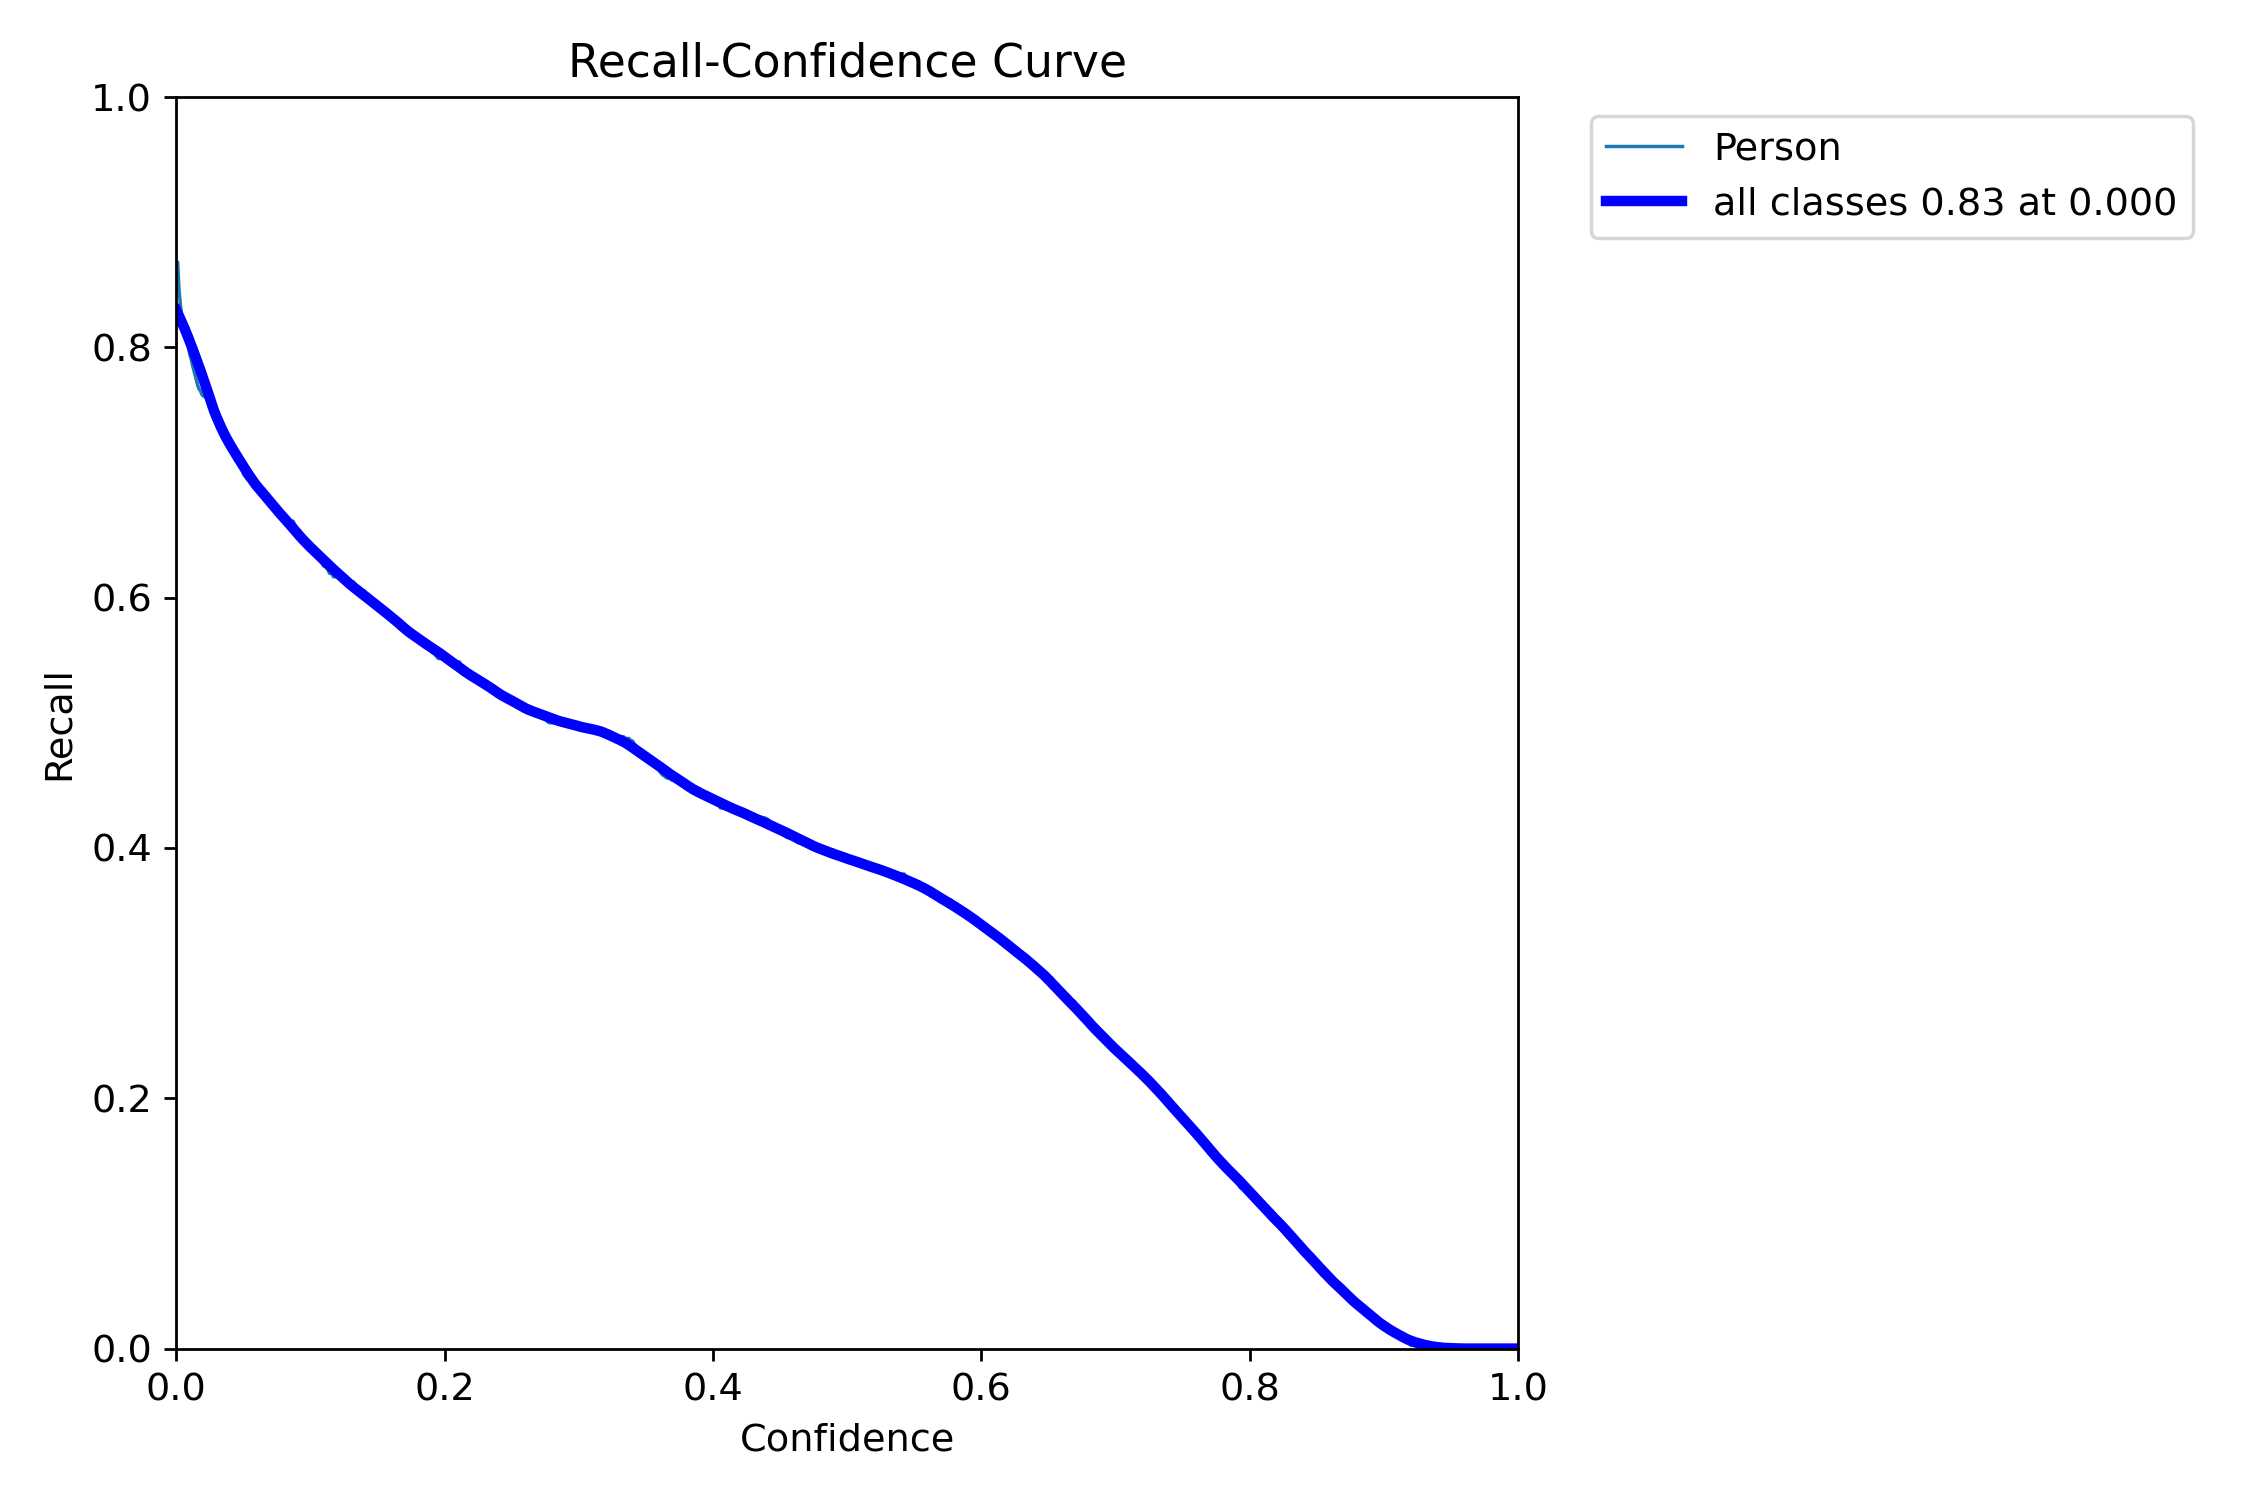 Recall-Confidence Curve
1.0
0.8
0.6
0.4
0.2
0.0
Recall
0.0 0.2 0.4 0.6 0.8 1.0
Confidence
Person
all classes 0.83 at 0.000